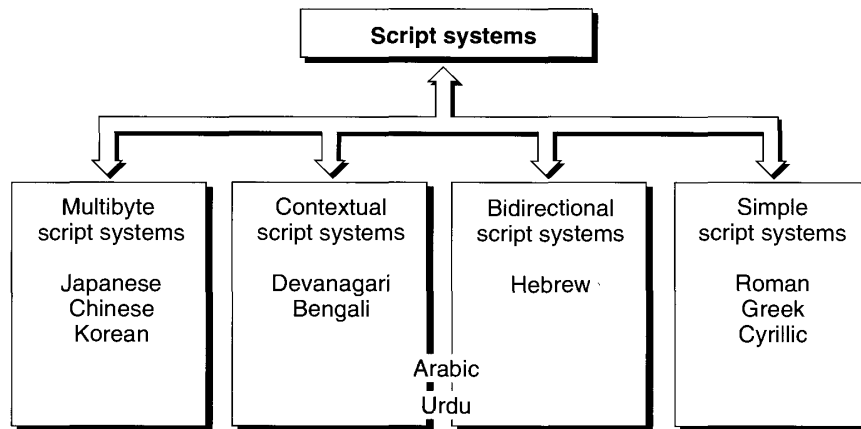 Script systems
Multibyte
script systems
Japanese
Chinese
Korean
Contextual
script systems
Devanagari
Bengali
Bidirectional
script systems
Hebrew
Arabic
Urdu
Simple
script systems
Roman
Greek
Cyrillic